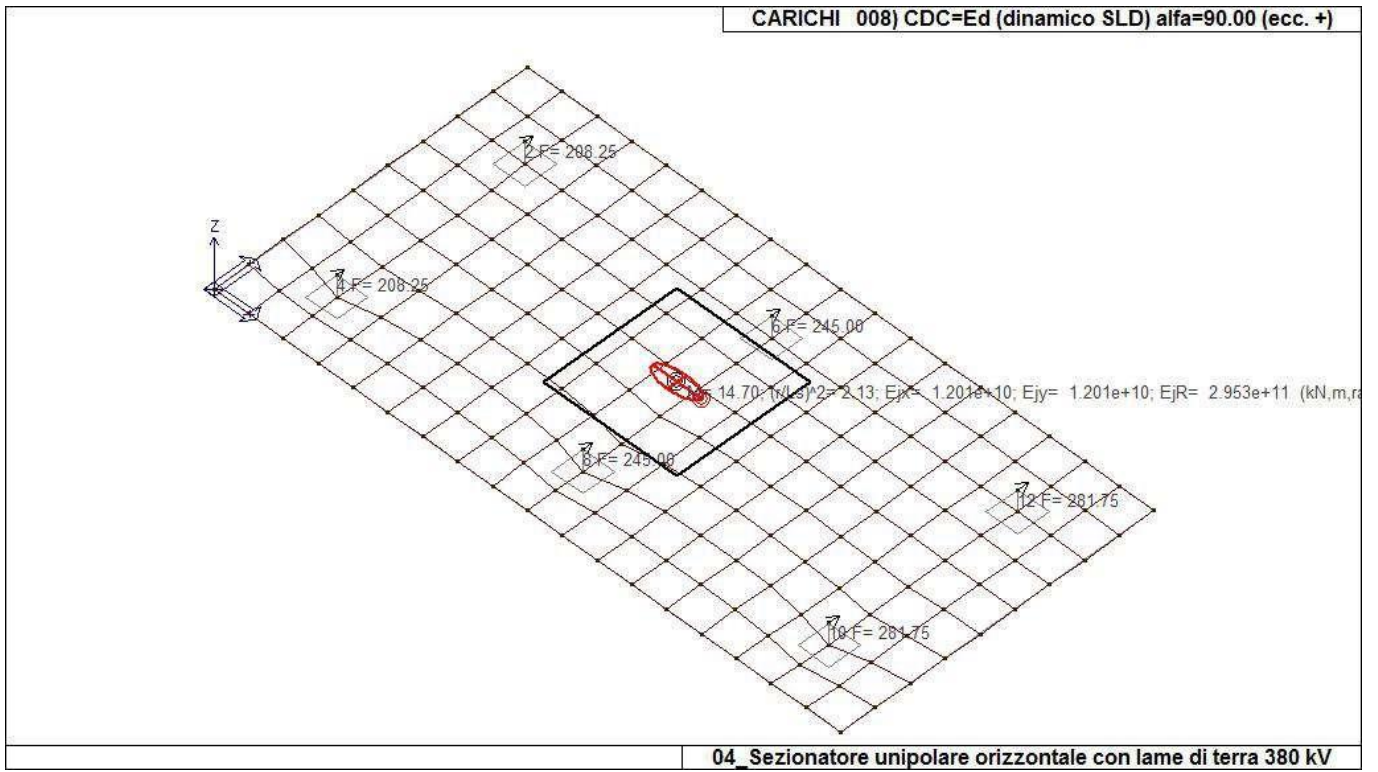 CARICHI 008) CDC=Ed (dinamico SLD) alfa=90.00 (ecc. +)
2 F= 208.25
Z
4 F= 208.25
6 F= 245.00
14.70; (r/Ls)^2= 2.13; Ejx= 1.201e+10; Ejy= 1.201e+10; EjR= 2.953e+11 (kN,m,ra
8 F= 245.00
12 F= 281.75
10 F= 281.75
04_Sezionatore unipolare orizzontale con lame di terra 380 kV